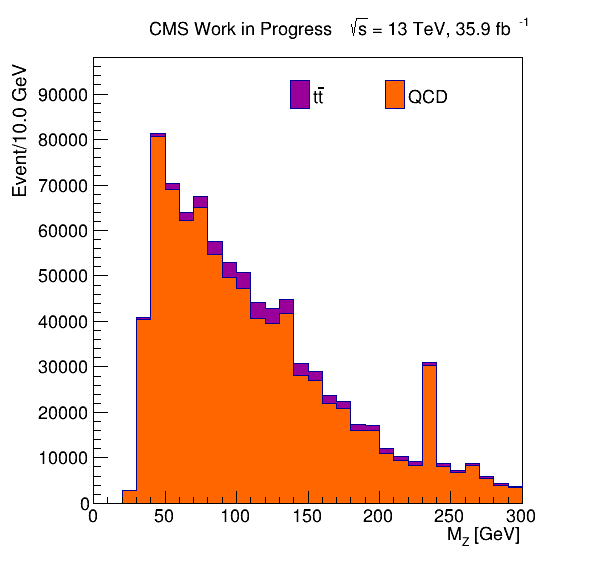 CMS Work in Progress √s = 13 TeV, 35.9 fb⁻¹
Event/10.0 GeV
tt̄ QCD
90000
80000
70000
60000
50000
40000
30000
20000
10000
0
0 50 100 150 200 250 300
M_Z [GeV]